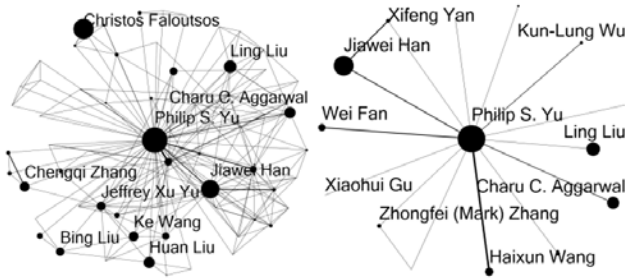 Christos Faloutsos
Ling Liu
Charu C. Aggarwal
Philip S. Yu
Chengqi Zhang
Jiawei Han
Jeffrey Xu Yu
Ke Wang
Bing Liu
Huan Liu
Xifeng Yan
Kun-Lung Wu
Jiawei Han
Wei Fan
Philip S. Yu
Ling Liu
Xiaohui Gu
Charu C. Aggarwal
Zhongfei (Mark) Zhang
Haixun Wang